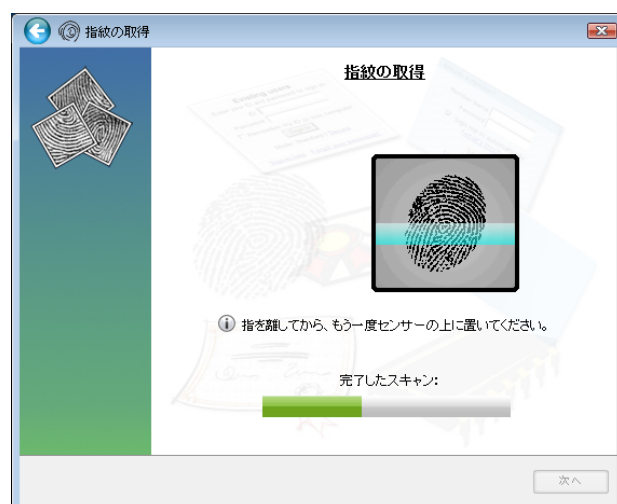 指紋の取得
指紋の取得
指を離してから、もう一度センサーの上に置いてください。
完了したスキャン:
次へ